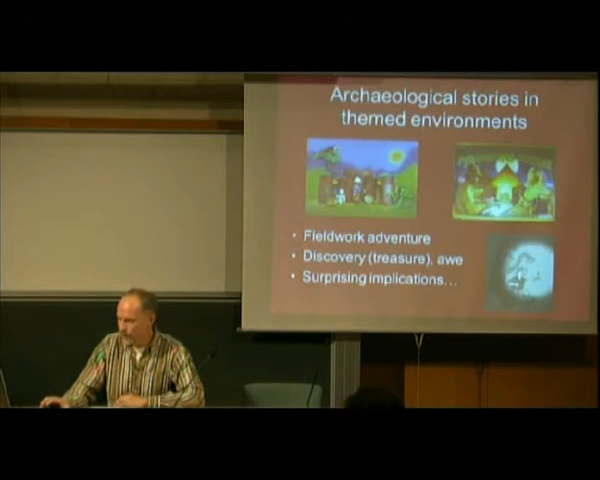 Archaeological stories in
themed environments
• Fieldwork adventure
• Discovery (treasure), awe
• Surprising implications…